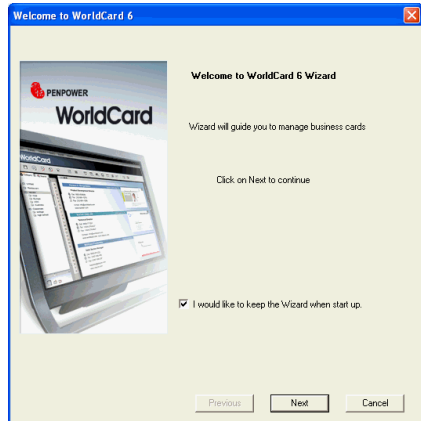 Welcome to WorldCard 6
PENPOWER
WorldCard
WorldCard
Welcome to WorldCard 6 Wizard
Wizard will guide you to manage business cards
Click on Next to continue
I would like to keep the Wizard when start up.
Previous
Next
Cancel